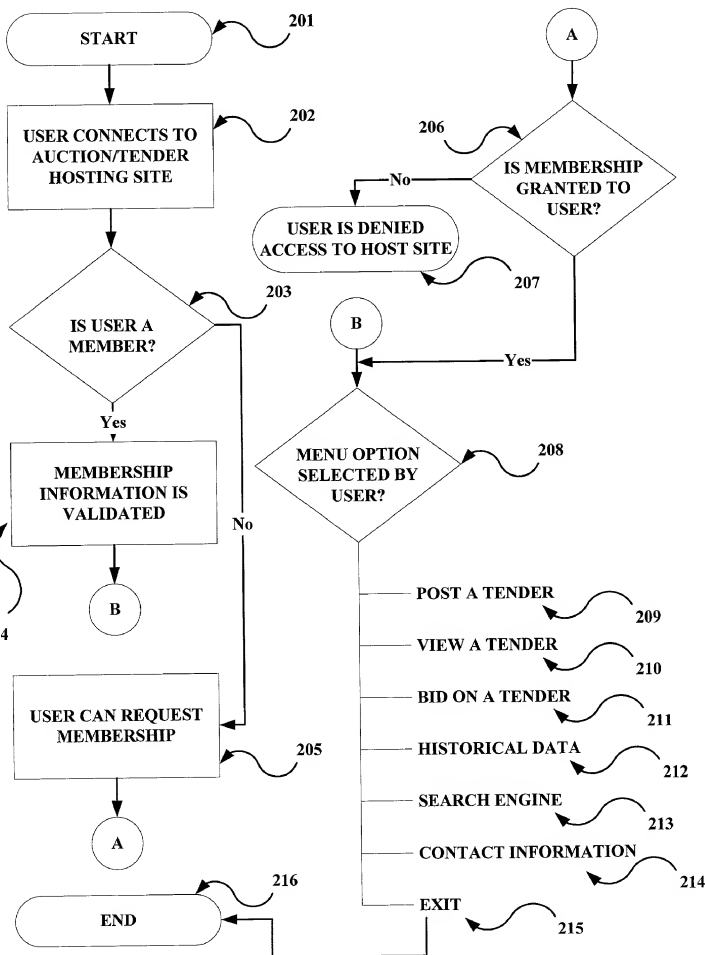 START
201
USER CONNECTS TO
AUCTION/TENDER
HOSTING SITE
202
IS USER A
MEMBER?
203
Yes
No
MEMBERSHIP
INFORMATION IS
VALIDATED
4
B
USER CAN REQUEST
MEMBERSHIP
205
A
END
216
A
IS MEMBERSHIP
GRANTED TO
USER?
206
No
USER IS DENIED
ACCESS TO HOST SITE
207
Yes
B
MENU OPTION
SELECTED BY
USER?
208
POST A TENDER
209
VIEW A TENDER
210
BID ON A TENDER
211
HISTORICAL DATA
212
SEARCH ENGINE
213
CONTACT INFORMATION
214
EXIT
215